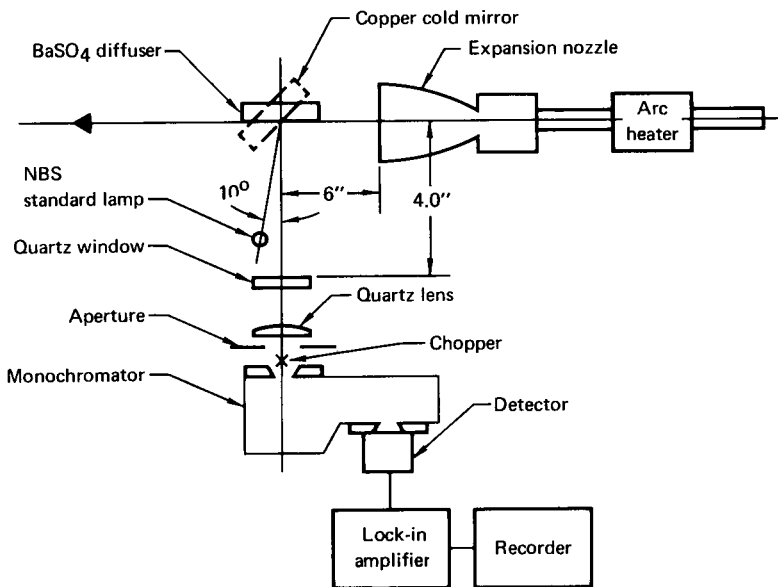 Copper cold mirror
BaSO4 diffuser
Expansion nozzle
Arc
heater
NBS
standard lamp
10°
6"
4.0"
Quartz window
Quartz lens
Aperture
Chopper
Monochromator
Detector
Lock-in
amplifier
Recorder